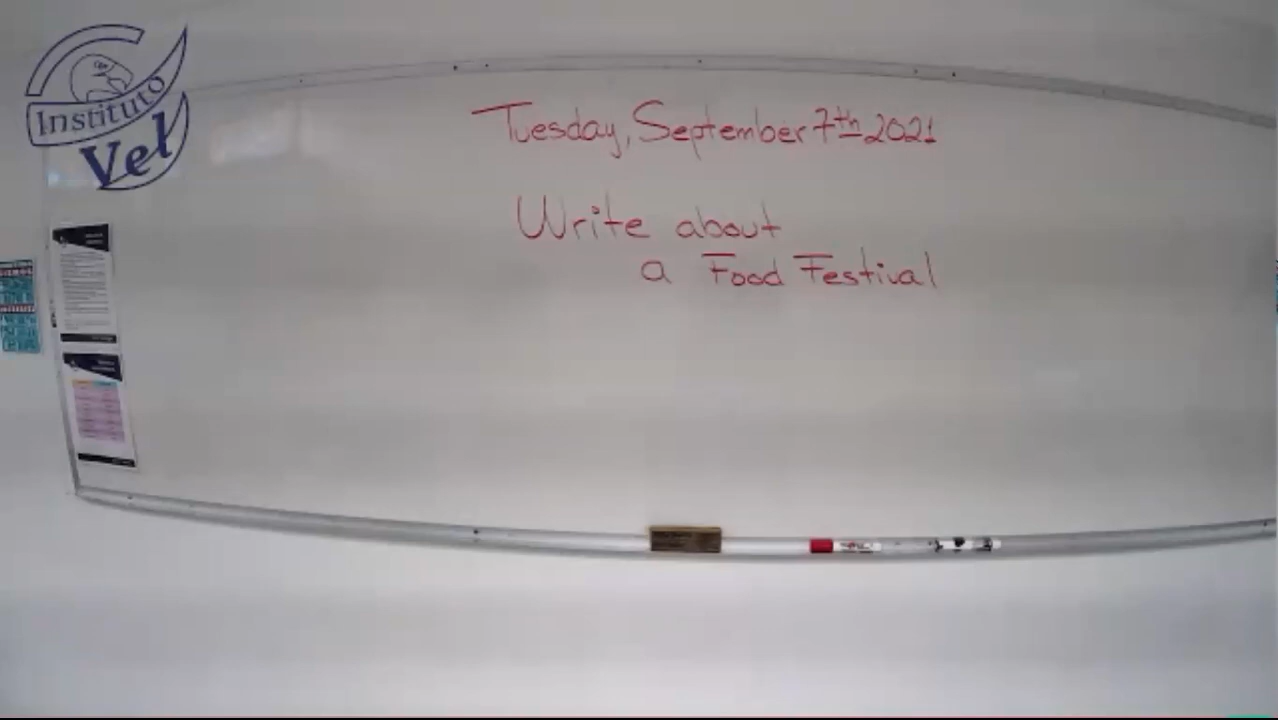 Instituto
Vel
Tuesday, September 7th 2021
Write about
a Food Festival